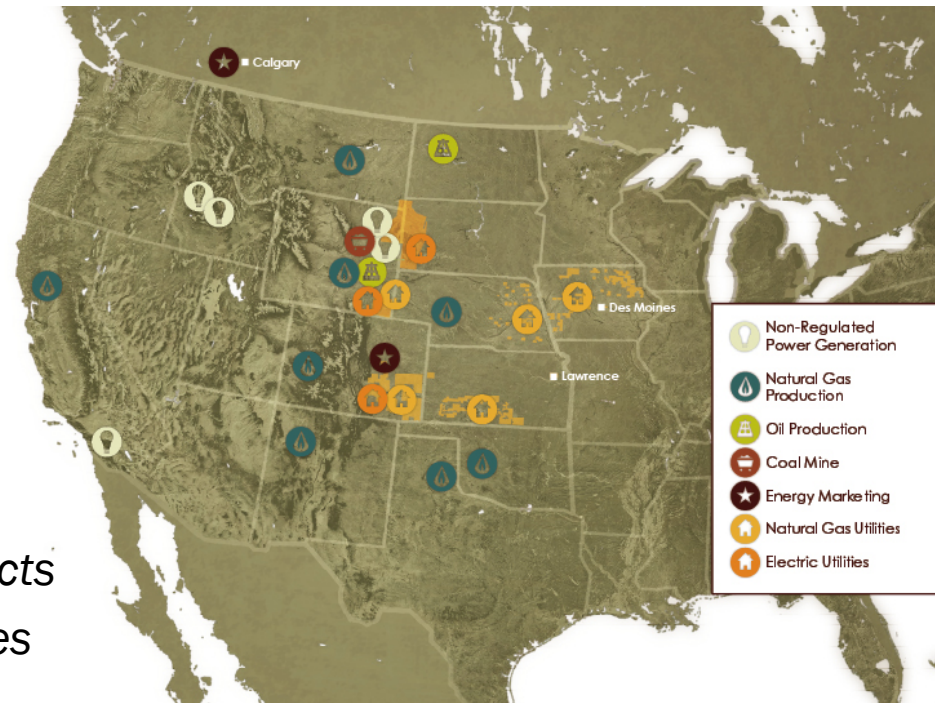 Calgary
Des Moines
Lawrence
Non-Regulated
Power Generation
Natural Gas
Production
Oil Production
Coal Mine
Energy Marketing
Natural Gas Utilities
Electric Utilities
cts
es